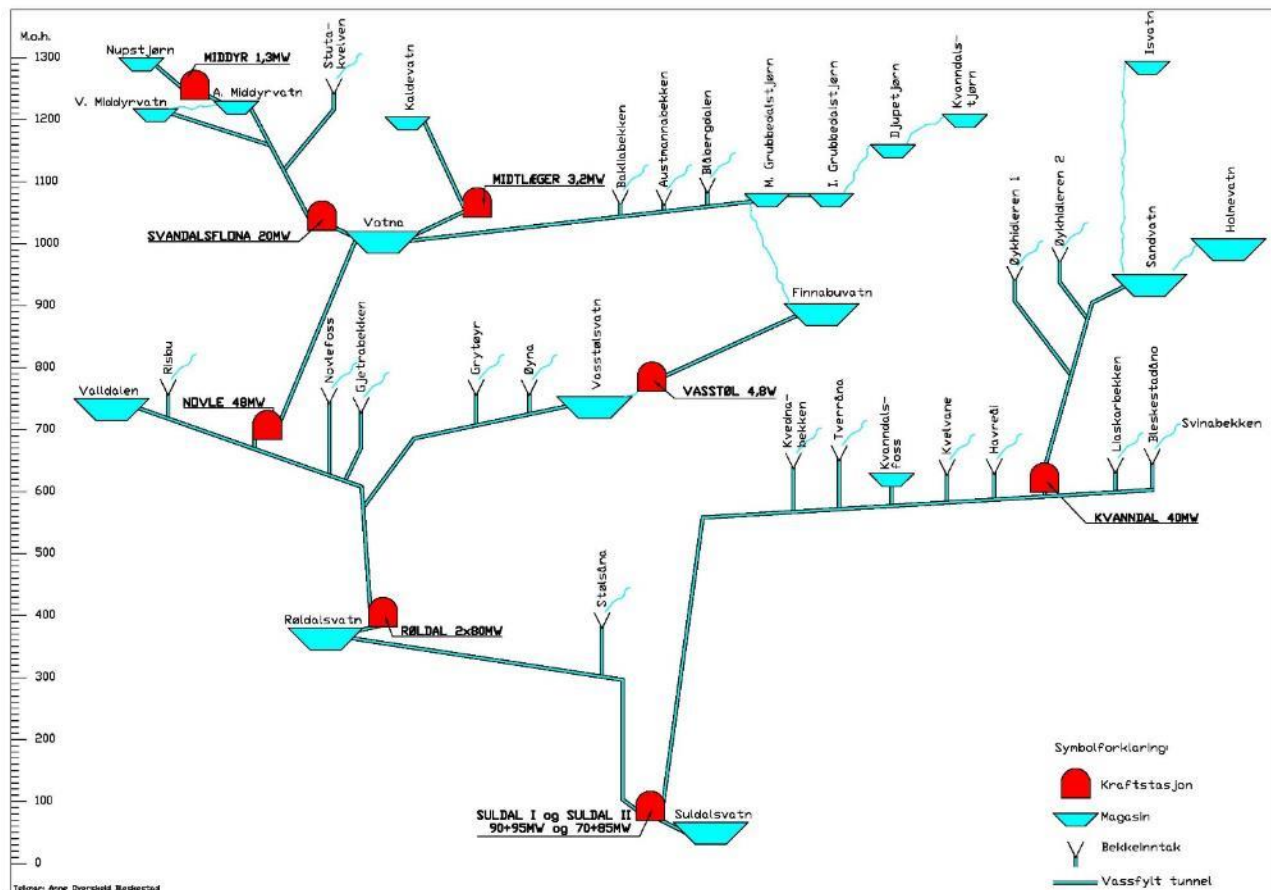 M.o.h.
1300
1200
1100
1000
900
800
700
600
500
400
300
200
100
0
Nupstjørn
MIDDYR 1,3MW
V. Middyrvatn
A. Middyrvatn
Stuta-
kvelven
Kaldevatn
MIDTLÆGER 3,2MW
SVANDALSFLONA 20MW
Votna
Austmannabekken
Blåbergdalen
M. Grubbedalstjørn
I. Grubbedalstjørn
Djupetjørn
Kvanndals-
tjørn
Isvatn
Øykhidleren 1
Øykhidleren 2
Sandvatn
Holmevatn
Finnabuvatn
Valldalen
Risbu
NOVLE 48MW
Novlefoss
Gjetrabekken
Grytøyr
Øyna
Vasstølsvatn
VASSTØL 4,8W
Kvedna-
bekken
Tverråna
Kvanndals-
foss
Kvelvane
Havreåi
Liaskarbekken
Bleskestadåno
Svinabekken
KVANNDAL 40MW
Stølsåna
Røldalsvatn
RØLDAL 2x80MW
SULDAL I og SULDAL II
90+95MW og 70+85MW
Suldalsvatn
Symbolforklaring:
Kraftstasjon
Magasin
Bekkeinntak
Vassfylt tunnel